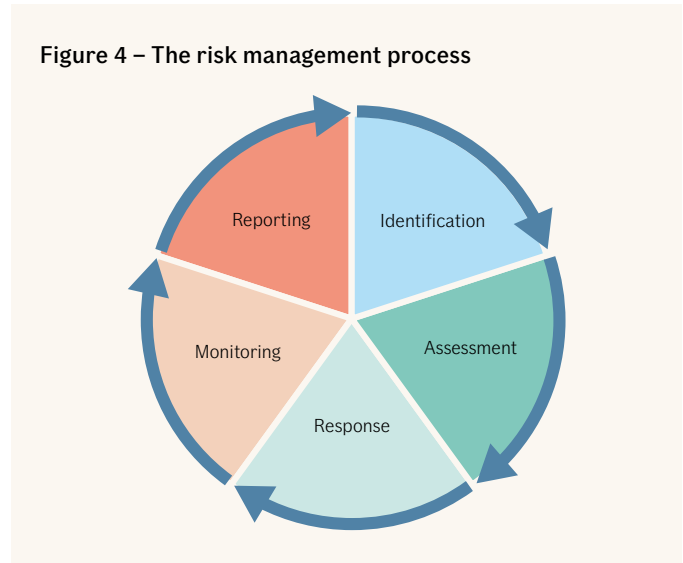 Figure 4 – The risk management process
Reporting
Identification
Assessment
Monitoring
Response